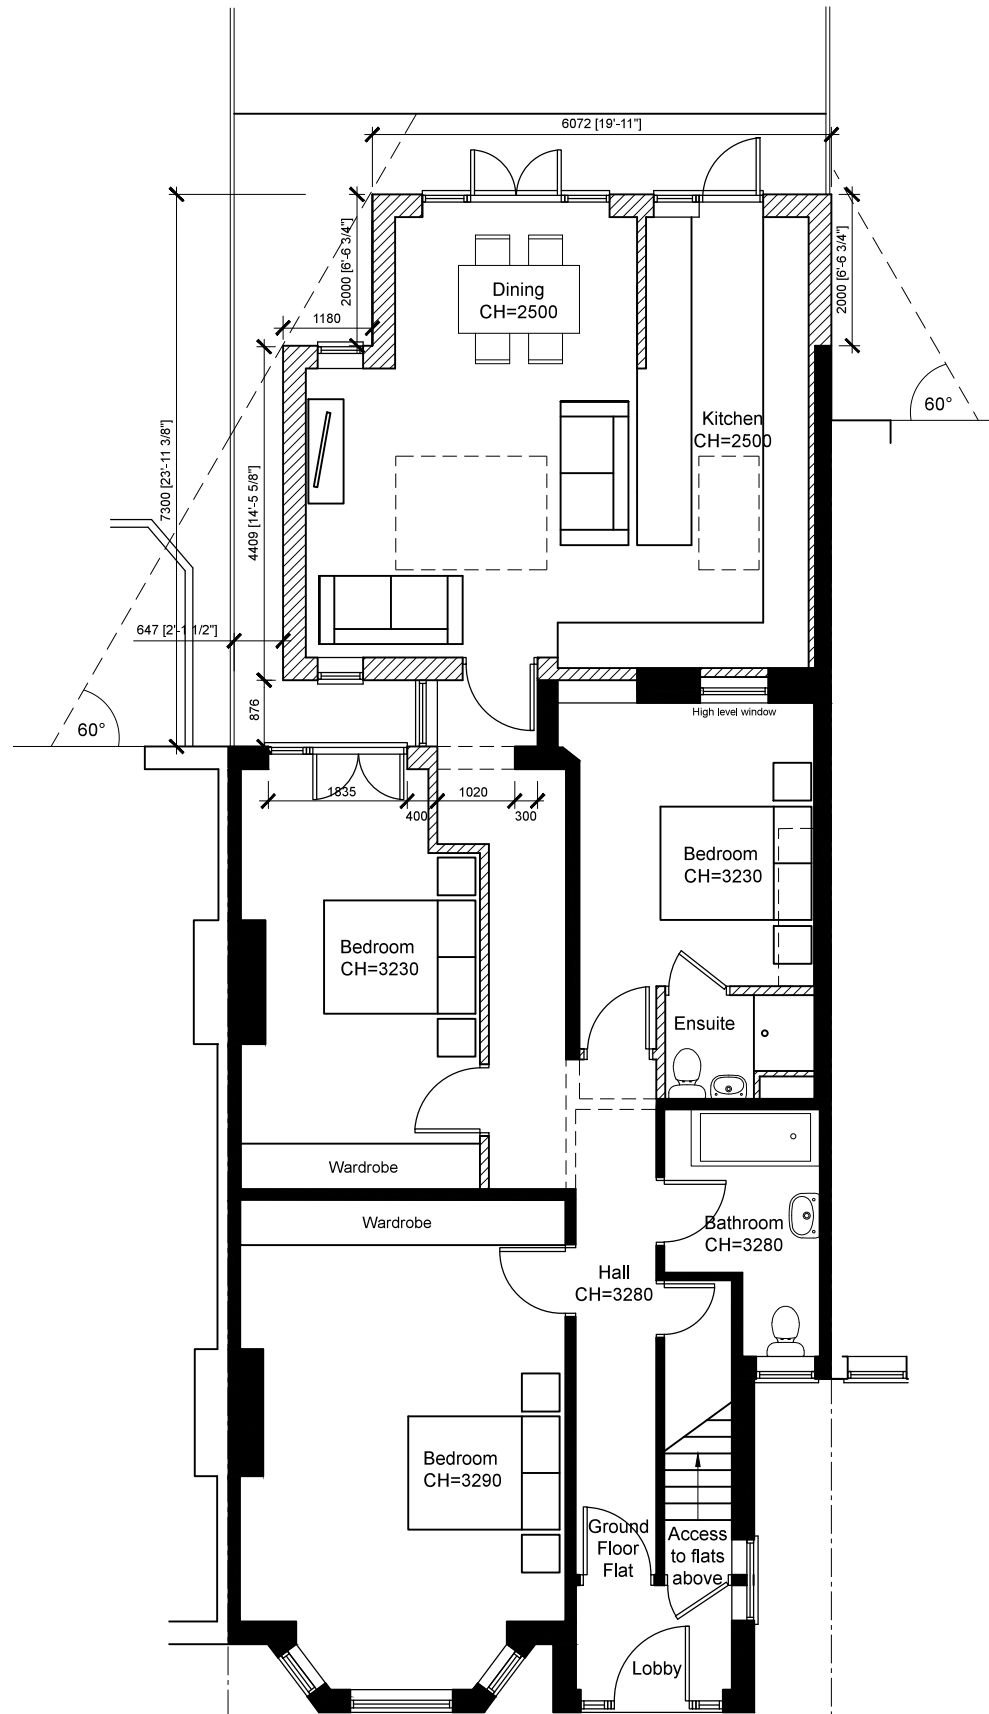 6072 [19'-11"]
2000 [6'-6 3/4"]
2000 [6'-6 3/4"]
Dining
CH=2500
1180
7300 [23'-11 3/8"]
4409 [14'-5 5/8"]
60°
Kitchen
CH=2500
647 [2'-1 1/2"]
876
60°
High level window
1835
400
1020
300
Bedroom
CH=3230
Bedroom
CH=3230
Ensuite
Wardrobe
Wardrobe
Bathroom
CH=3280
Hall
CH=3280
Bedroom
CH=3290
Ground
Floor
Flat
Access
to flats
above
Lobby